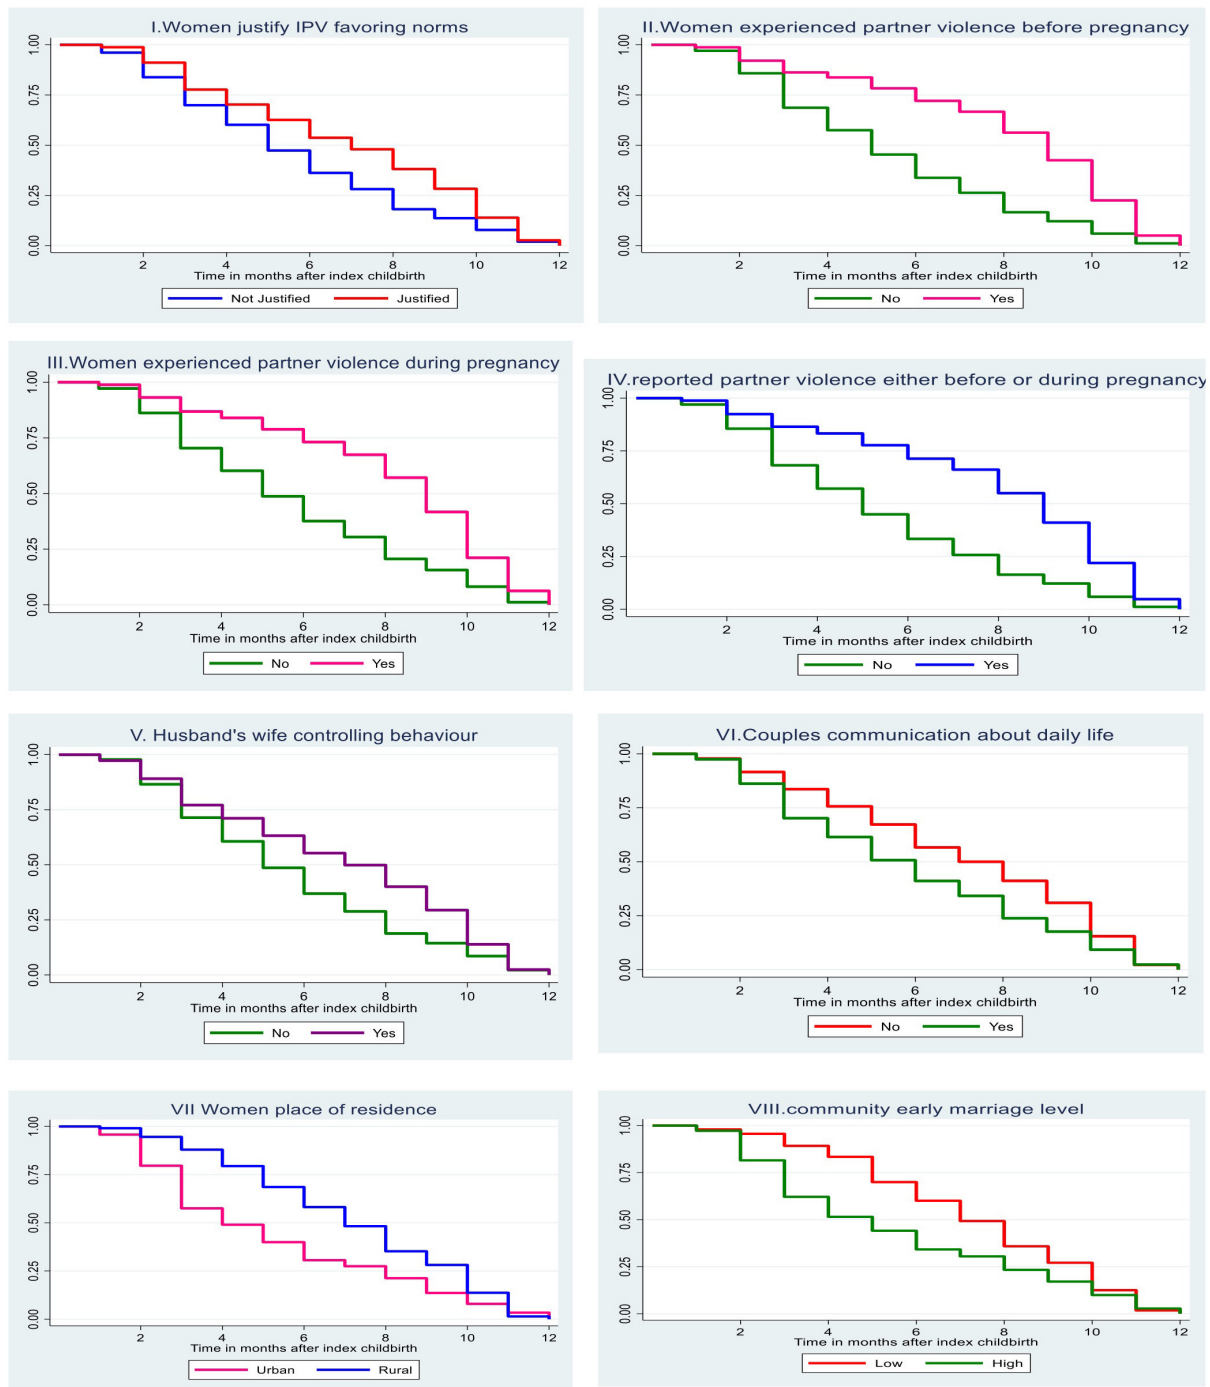 I.Women justify IPV favoring norms
1.00
0.75
0.50
0.25
0.00
2 4 6 8 10 12
Time in months after index childbirth
Not Justified Justified
II.Women experienced partner violence before pregnancy
1.00
0.75
0.50
0.25
0.00
2 4 6 8 10 12
Time in months after index childbirth
No Yes
III.Women experienced partner violence during pregnancy
1.00
0.75
0.50
0.25
0.00
2 4 6 8 10 12
Time in months after index childbirth
No Yes
IV.reported partner violence either before or during pregnancy
1.00
0.75
0.50
0.25
0.00
2 4 6 8 10 12
Time in months after index childbirth
No Yes
V. Husband's wife controlling behaviour
1.00
0.75
0.50
0.25
0.00
2 4 6 8 10 12
Time in months after index childbirth
No Yes
VI.Couples communication about daily life
1.00
0.75
0.50
0.25
0.00
2 4 6 8 10 12
Time in months after index childbirth
No Yes
VII Women place of residence
1.00
0.75
0.50
0.25
0.00
2 4 6 8 10 12
Time in months after index childbirth
Urban Rural
VIII.community early marriage level
1.00
0.75
0.50
0.25
0.00
2 4 6 8 10 12
Time in months after index childbirth
Low High